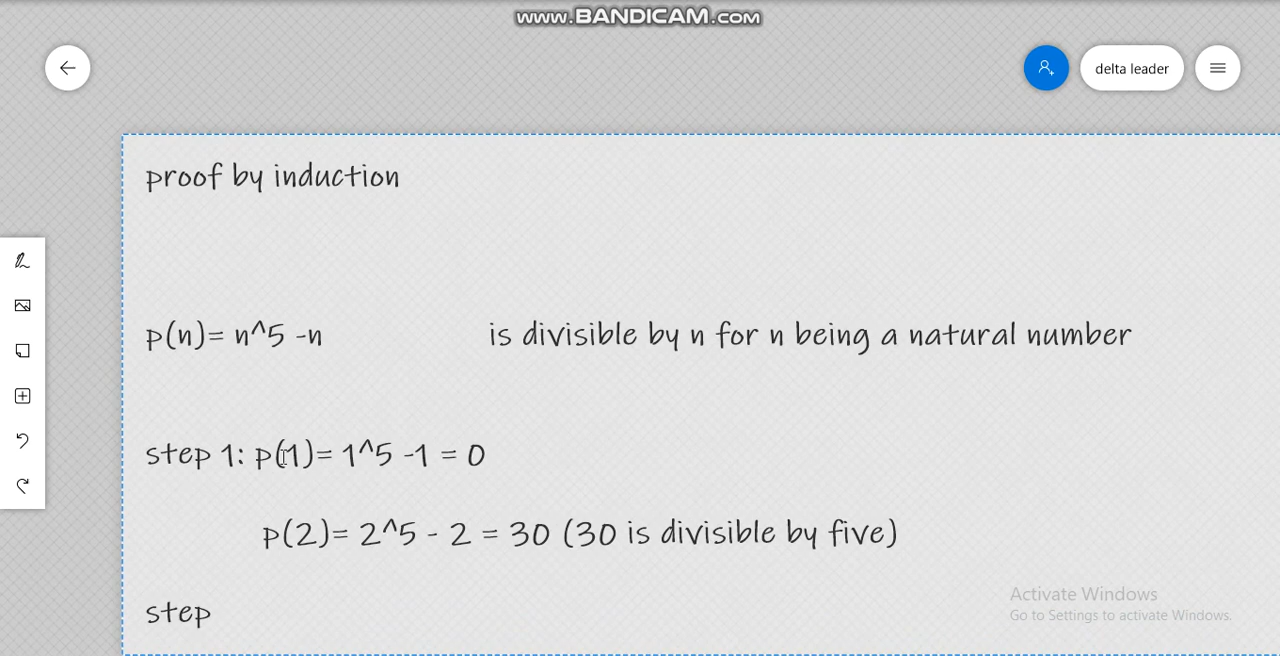 www.BANDICAM.com
delta leader
proof by induction
p(n)= n^5 -n is divisible by n for n being a natural number
step 1: p(1)= 1^5 -1 = 0
p(2)= 2^5 - 2 = 30 (30 is divisible by five)
step
Activate Windows
Go to Settings to activate Windows.